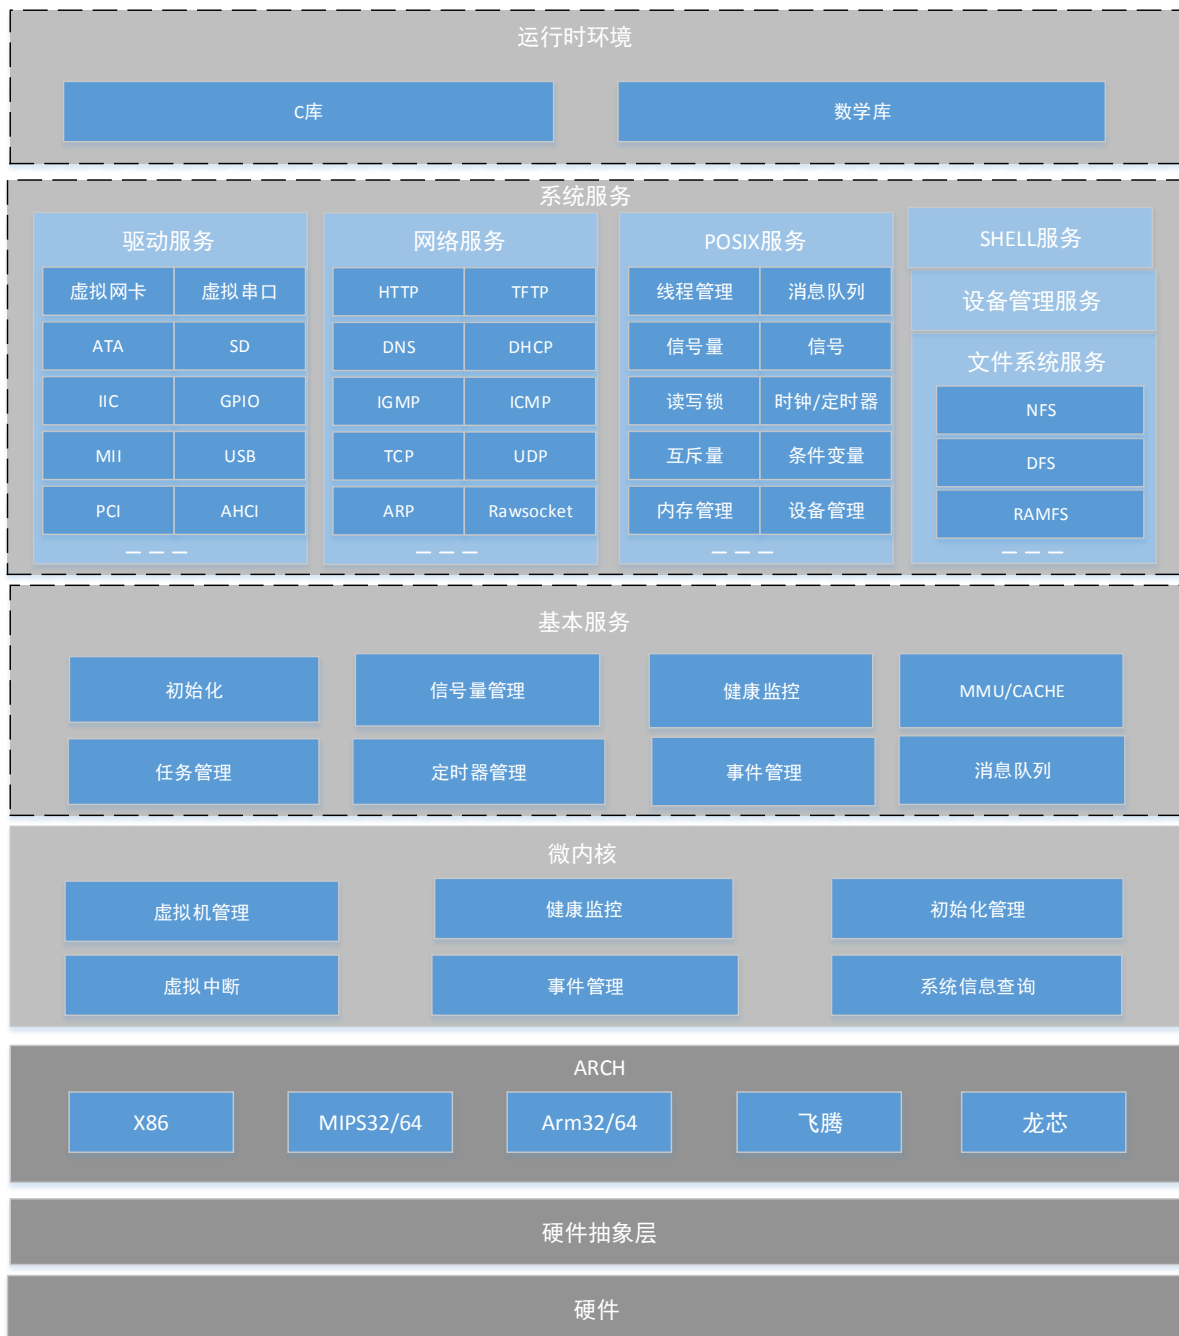 运行时环境
C库
数学库
系统服务
驱动服务
虚拟网卡
虚拟串口
ATA
SD
IIC
GPIO
MII
USB
PCI
AHCI
网络服务
HTTP
TFTP
DNS
DHCP
IGMP
ICMP
TCP
UDP
ARP
Rawsocket
POSIX服务
线程管理
消息队列
信号量
信号
读写锁
时钟/定时器
互斥量
条件变量
内存管理
设备管理
SHELL服务
设备管理服务
文件系统服务
NFS
DFS
RAMFS
基本服务
初始化
信号量管理
健康监控
MMU/CACHE
任务管理
定时器管理
事件管理
消息队列
微内核
虚拟机管理
健康监控
初始化管理
虚拟中断
事件管理
系统信息查询
ARCH
X86
MIPS32/64
Arm32/64
飞腾
龙芯
硬件抽象层
硬件